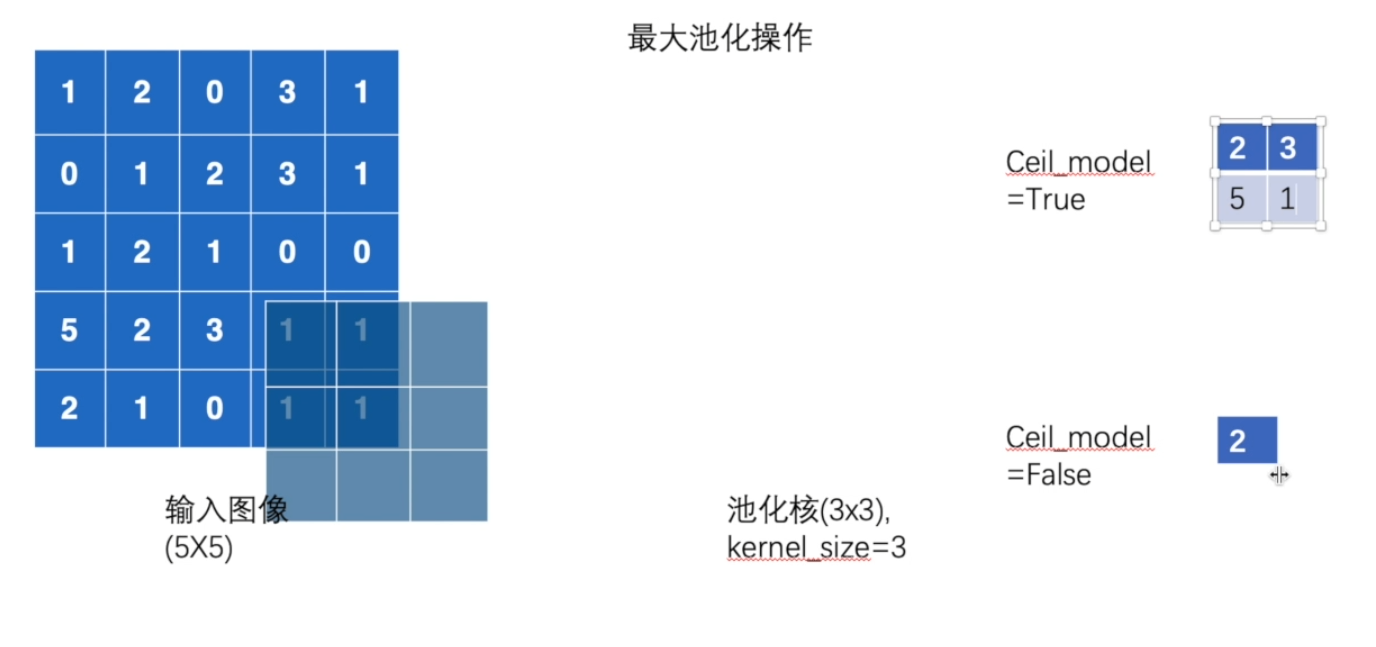 最大池化操作
1 2 0 3 1
0 1 2 3 1
1 2 1 0 0
5 2 3 1 1
2 1 0 1 1
输入图像
(5X5)
池化核(3x3),
kernel_size=3
Ceil_model
=True
2 3
5 1
Ceil_model
=False
2